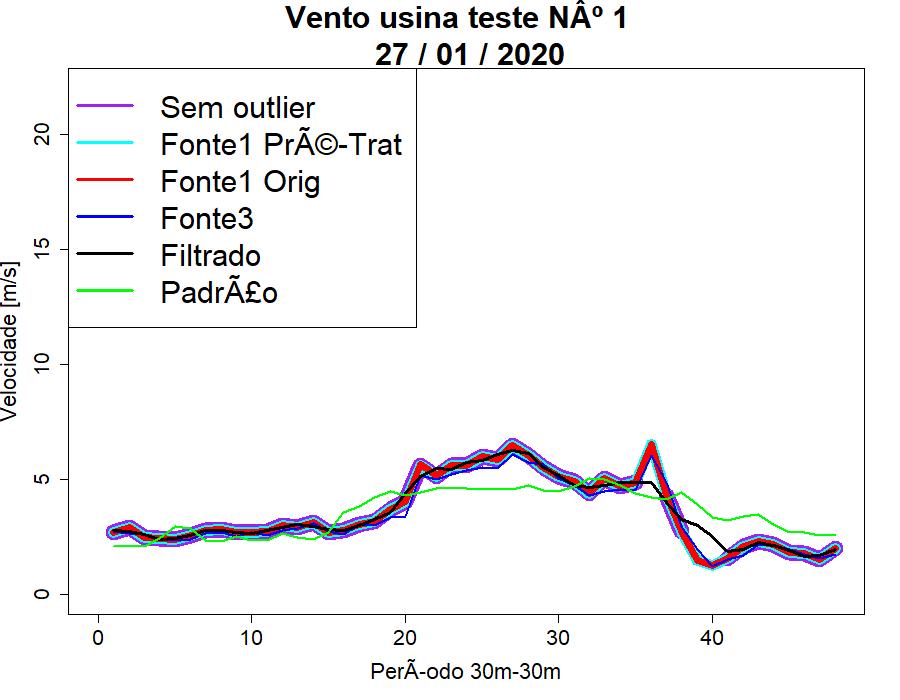 Vento usina teste NÂº 1
27 / 01 / 2020
Sem outlier
Fonte1 PrÃ©-Trat
Fonte1 Orig
Fonte3
Filtrado
PadrÃ£o
Velocidade [m/s]
20
15
10
5
0
0
10
20
30
40
PerÃ-odo 30m-30m